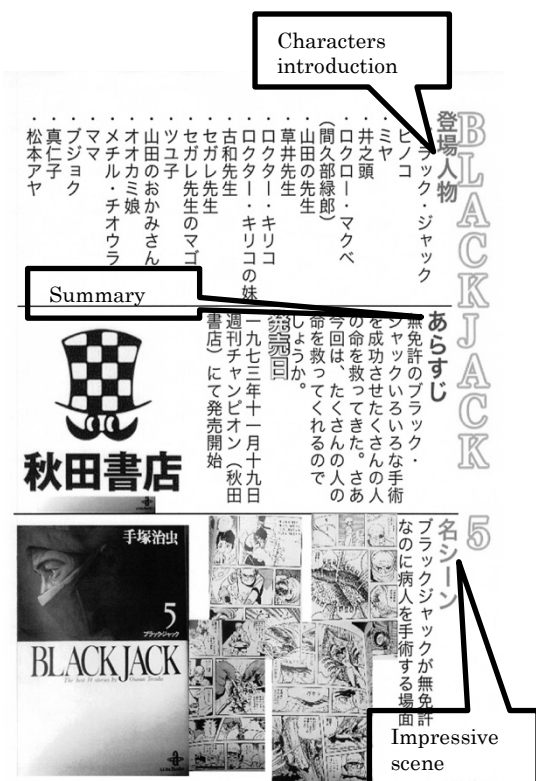 Characters
introduction
BLACKJACK 5
登場人物
ラック・ジャック
ピノコ
・ミヤ
・井之頭
・ロクロー・マクベ
（間久部緑郎）
・山田の先生
・草井先生
・ロクター・キリコ
・ロクター・キリコの妹
・古和先生
・セガレ先生
・セガレ先生のマゴ
・ツユ子
・山田のおかみさん
・オオカミ娘
・メチル・チオウラ
・ママ
・ブジョク
・真仁子
・松本アヤ
Summary
あらすじ
無免許のブラック・
ジャックいろいろな手術
を成功させたくさんの人
の命を救ってきた。さあ
今回は、たくさんの人の
命を救ってくれるので
しょうか。
発売日
一九七三年十一月十九日
週刊チャンピオン（秋田
書店）にて発売開始
秋田書店
名シーン
ブラックジャックが無免許
なのに病人を手術する場面
Impressive
scene
手塚治虫
5
ブラック・ジャック
BLACK JACK
The best 10 stories by Osamu Tezuka